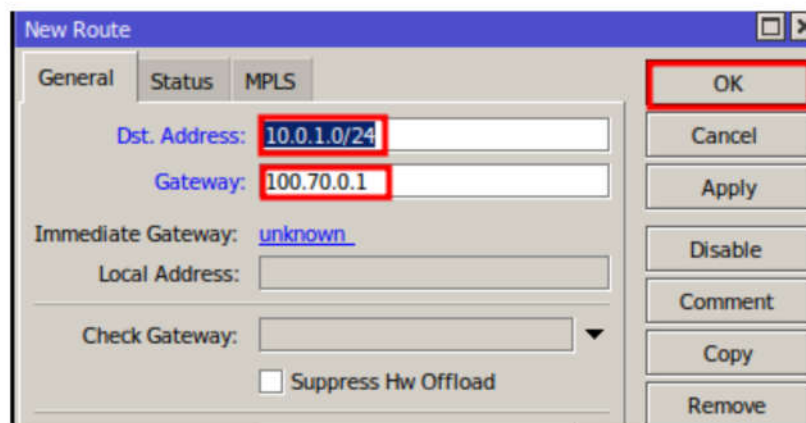 New Route
General Status MPLS
OK
Dst. Address: 10.0.1.0/24
Cancel
Gateway: 100.70.0.1
Apply
Immediate Gateway: unknown
Disable
Local Address:
Comment
Check Gateway:
Copy
Suppress Hw Offload
Remove